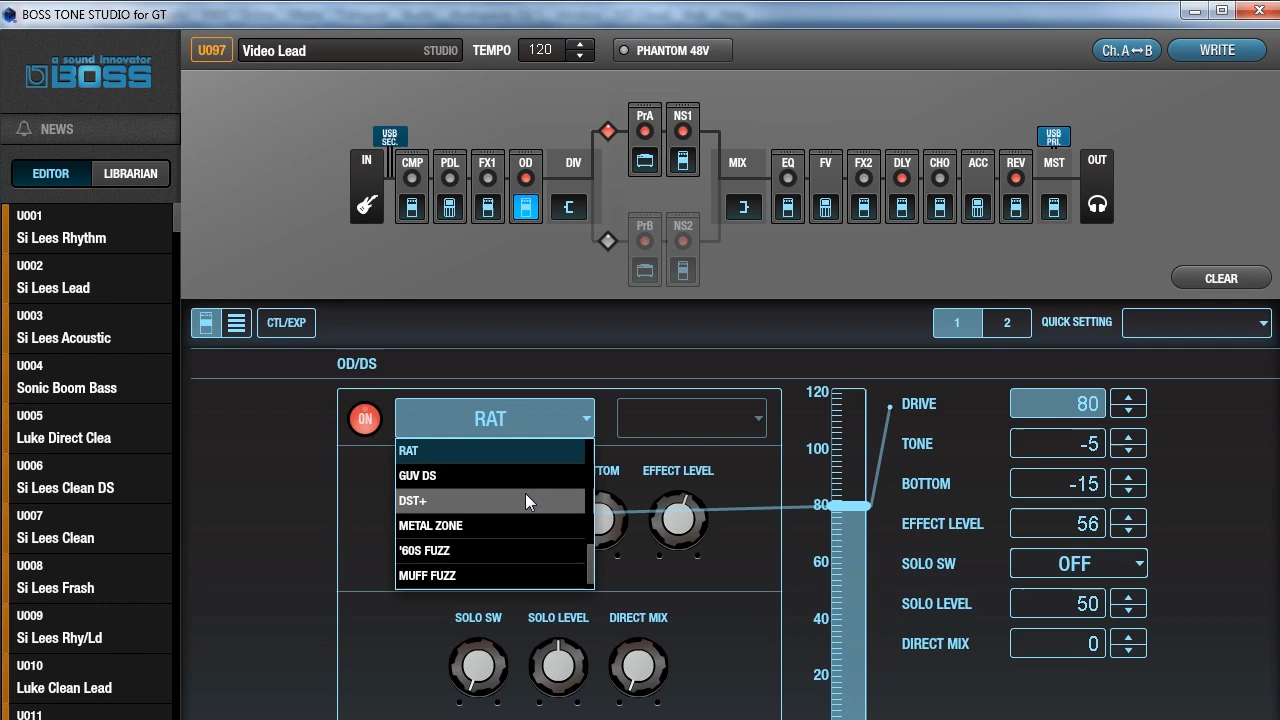 BOSS TONE STUDIO for GT
a sound innovator
BOSS
U097
Video Lead
STUDIO
TEMPO
120
PHANTOM 48V
Ch. A↔B
WRITE
NEWS
EDITOR
LIBRARIAN
USB
SEC.
USB
PRI.
PrA
NS1
IN
CMP
PDL
FX1
OD
DIV
MIX
EQ
FV
FX2
DLY
CHO
ACC
REV
MST
OUT
PrB
NS2
CLEAR
U001
Si Lees Rhythm
U002
Si Lees Lead
U003
Si Lees Acoustic
U004
Sonic Boom Bass
U005
Luke Direct Clea
U006
Si Lees Clean DS
U007
Si Lees Clean
U008
Si Lees Frash
U009
Si Lees Rhy/Ld
U010
Luke Clean Lead
U011
CTL/EXP
1
2
QUICK SETTING
OD/DS
ON
RAT
RAT
GUV DS
DST+
METAL ZONE
'60S FUZZ
MUFF FUZZ
TOM
EFFECT LEVEL
SOLO SW
SOLO LEVEL
DIRECT MIX
120
100
80
60
40
20
DRIVE
80
TONE
-5
BOTTOM
-15
EFFECT LEVEL
56
SOLO SW
OFF
SOLO LEVEL
50
DIRECT MIX
0